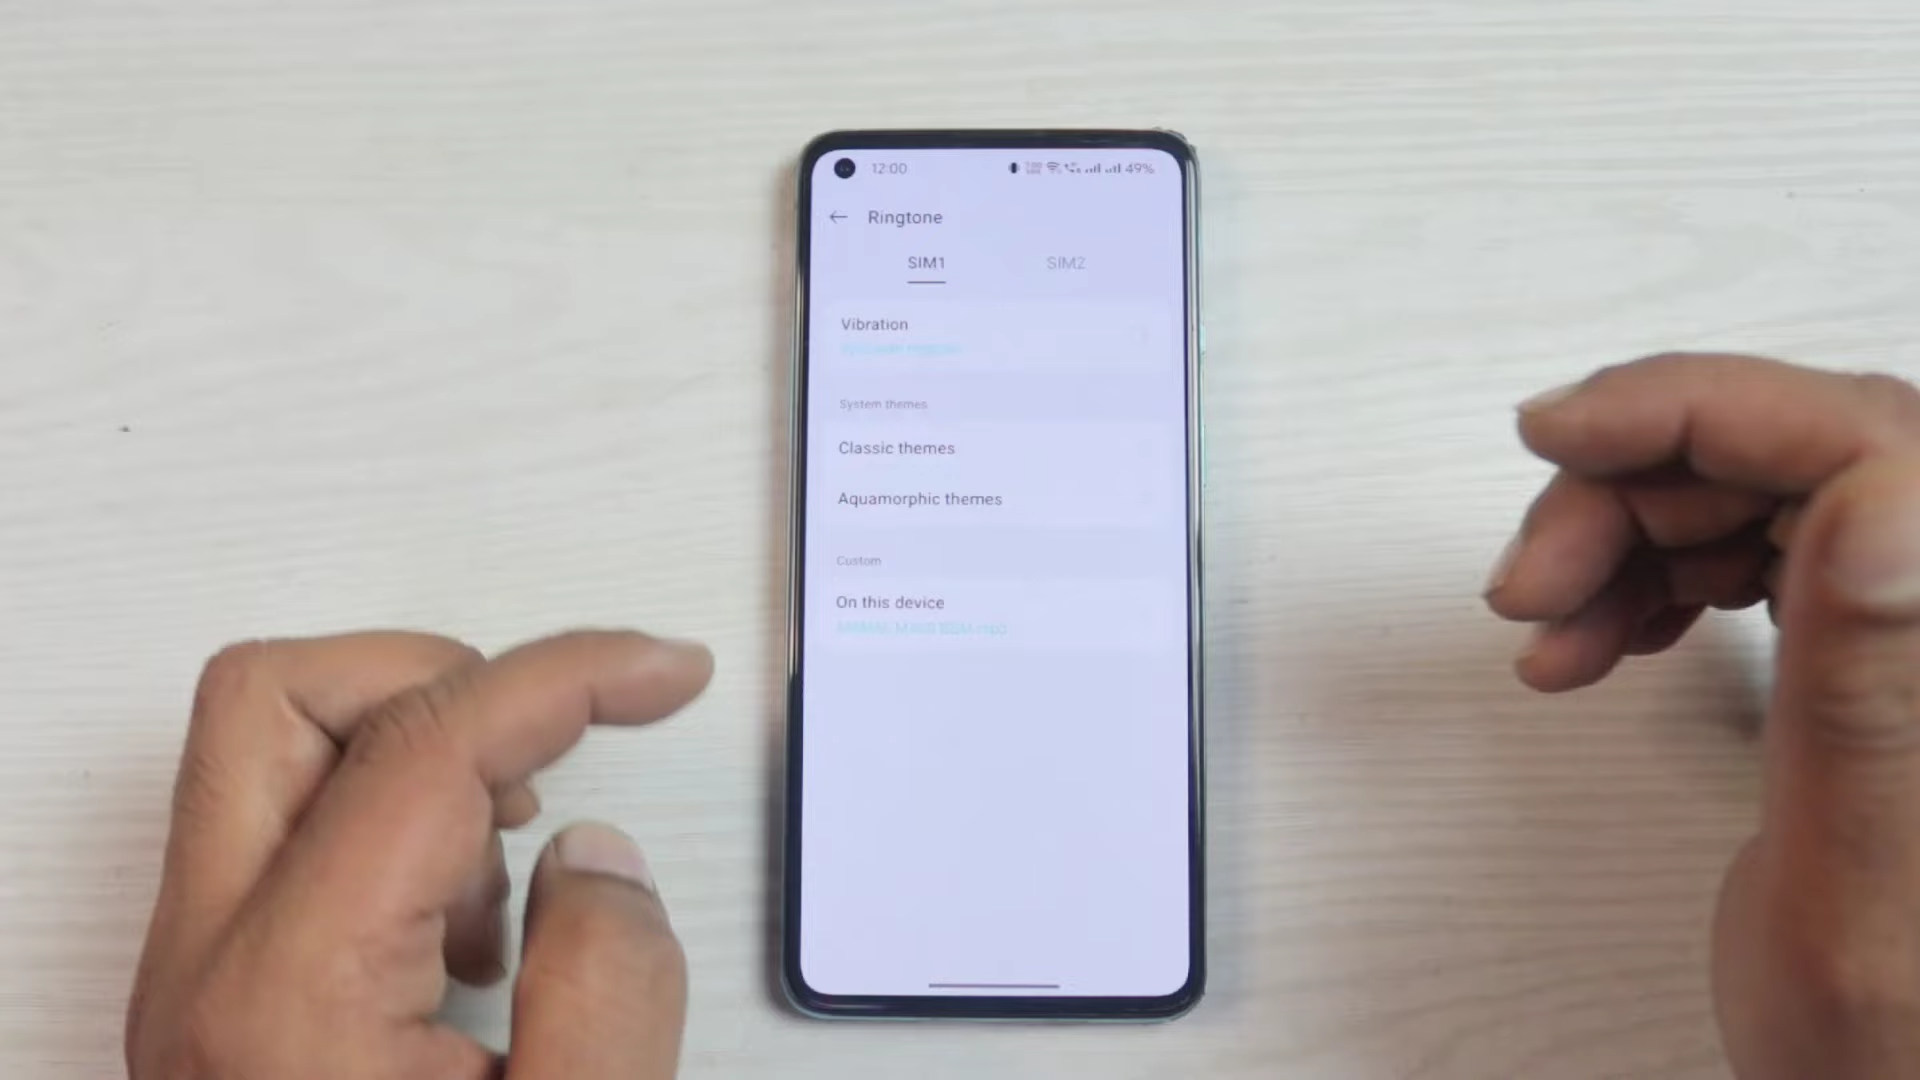 12:00 49%
Ringtone
SIM1 SIM2
Vibration
System themes
Classic themes
Aquamorphic themes
Custom
On this device